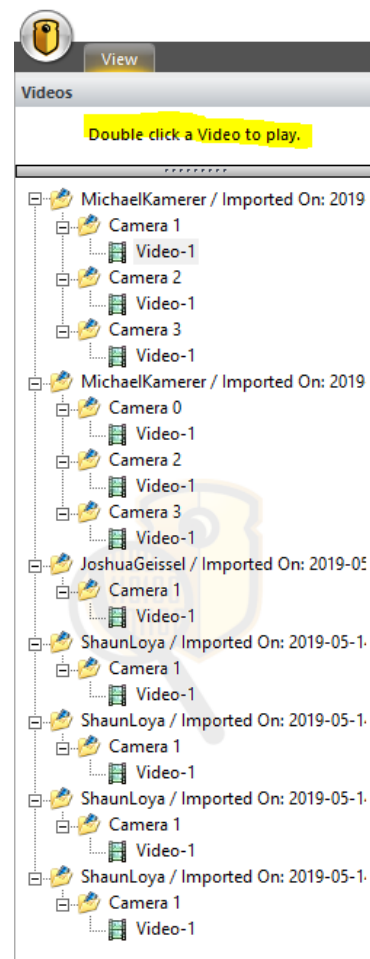 View
Videos
Double click a Video to play.
MichaelKamerer / Imported On: 2019
Camera 1
Video-1
Camera 2
Video-1
Camera 3
Video-1
MichaelKamerer / Imported On: 2019
Camera 0
Video-1
Camera 2
Video-1
Camera 3
Video-1
JoshuaGeissel / Imported On: 2019-05
Camera 1
Video-1
ShaunLoya / Imported On: 2019-05-1
Camera 1
Video-1
ShaunLoya / Imported On: 2019-05-1
Camera 1
Video-1
ShaunLoya / Imported On: 2019-05-1
Camera 1
Video-1
ShaunLoya / Imported On: 2019-05-1
Camera 1
Video-1